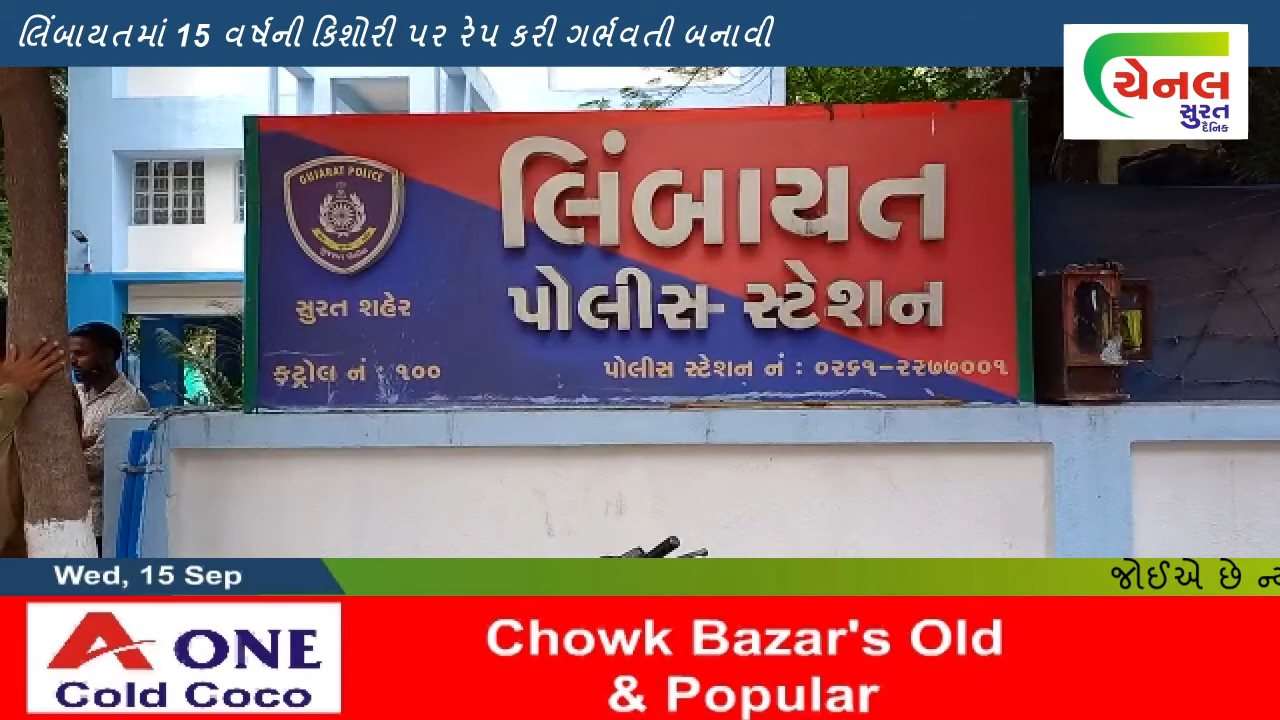 લિંબાયતમાં 15 વર્ષની કિશોરી પર રેપ કરી ગર્ભવતી બનાવી
ચેનલ
સુરત
દૈનિક
GUJARAT POLICE
લિંબાયત
પોલીસ સ્ટેશન
સુરત શહેર
કટ્રોલ નં : ૧૦૦
પોલીસ સ્ટેશન નં : ૦૨૬૧-૨૨૭૭૦૦૧
Wed, 15 Sep
જોઈએ છે
A ONE
Cold Coco
Chowk Bazar's Old
& Popular